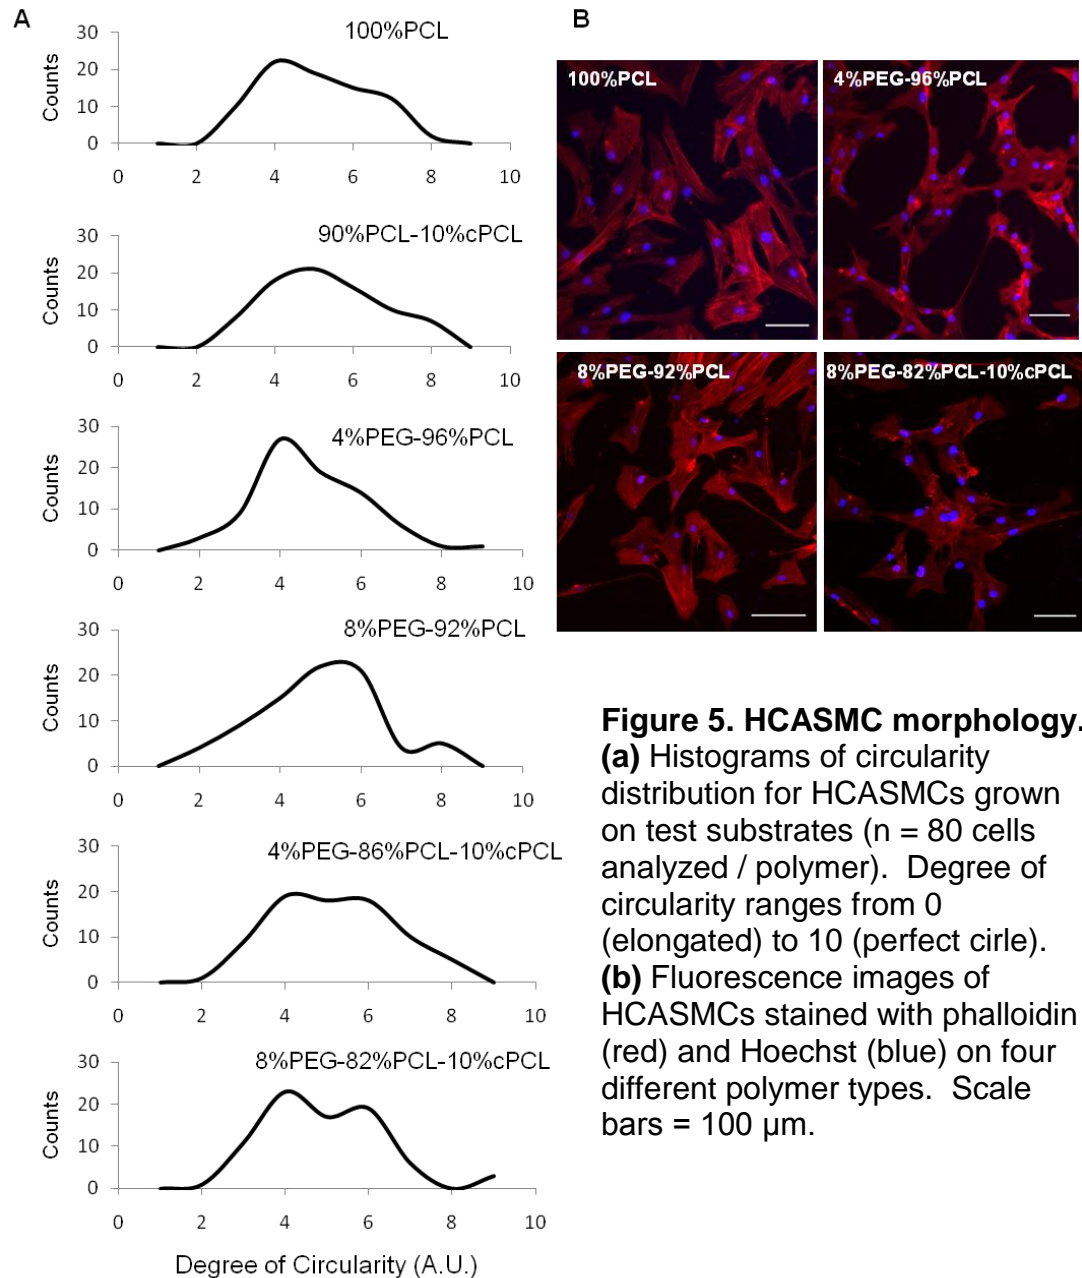 A
100%PCL
Counts
30
20
10
0
0 2 4 6 8 10
90%PCL-10%cPCL
Counts
30
20
10
0
0 2 4 6 8 10
4%PEG-96%PCL
Counts
30
20
10
0
0 2 4 6 8 10
8%PEG-92%PCL
Counts
30
20
10
0
0 2 4 6 8 10
4%PEG-86%PCL-10%cPCL
Counts
30
20
10
0
0 2 4 6 8 10
8%PEG-82%PCL-10%cPCL
Counts
30
20
10
0
0 2 4 6 8 10
Degree of Circularity (A.U.)
B
100%PCL
4%PEG-96%PCL
8%PEG-92%PCL
8%PEG-82%PCL-10%cPCL
Figure 5. HCASMC morphology.
(a) Histograms of circularity
distribution for HCASMCs grown
on test substrates (n = 80 cells
analyzed / polymer). Degree of
circularity ranges from 0
(elongated) to 10 (perfect cirle).
(b) Fluorescence images of
HCASMCs stained with phalloidin
(red) and Hoechst (blue) on four
different polymer types. Scale
bars = 100 µm.